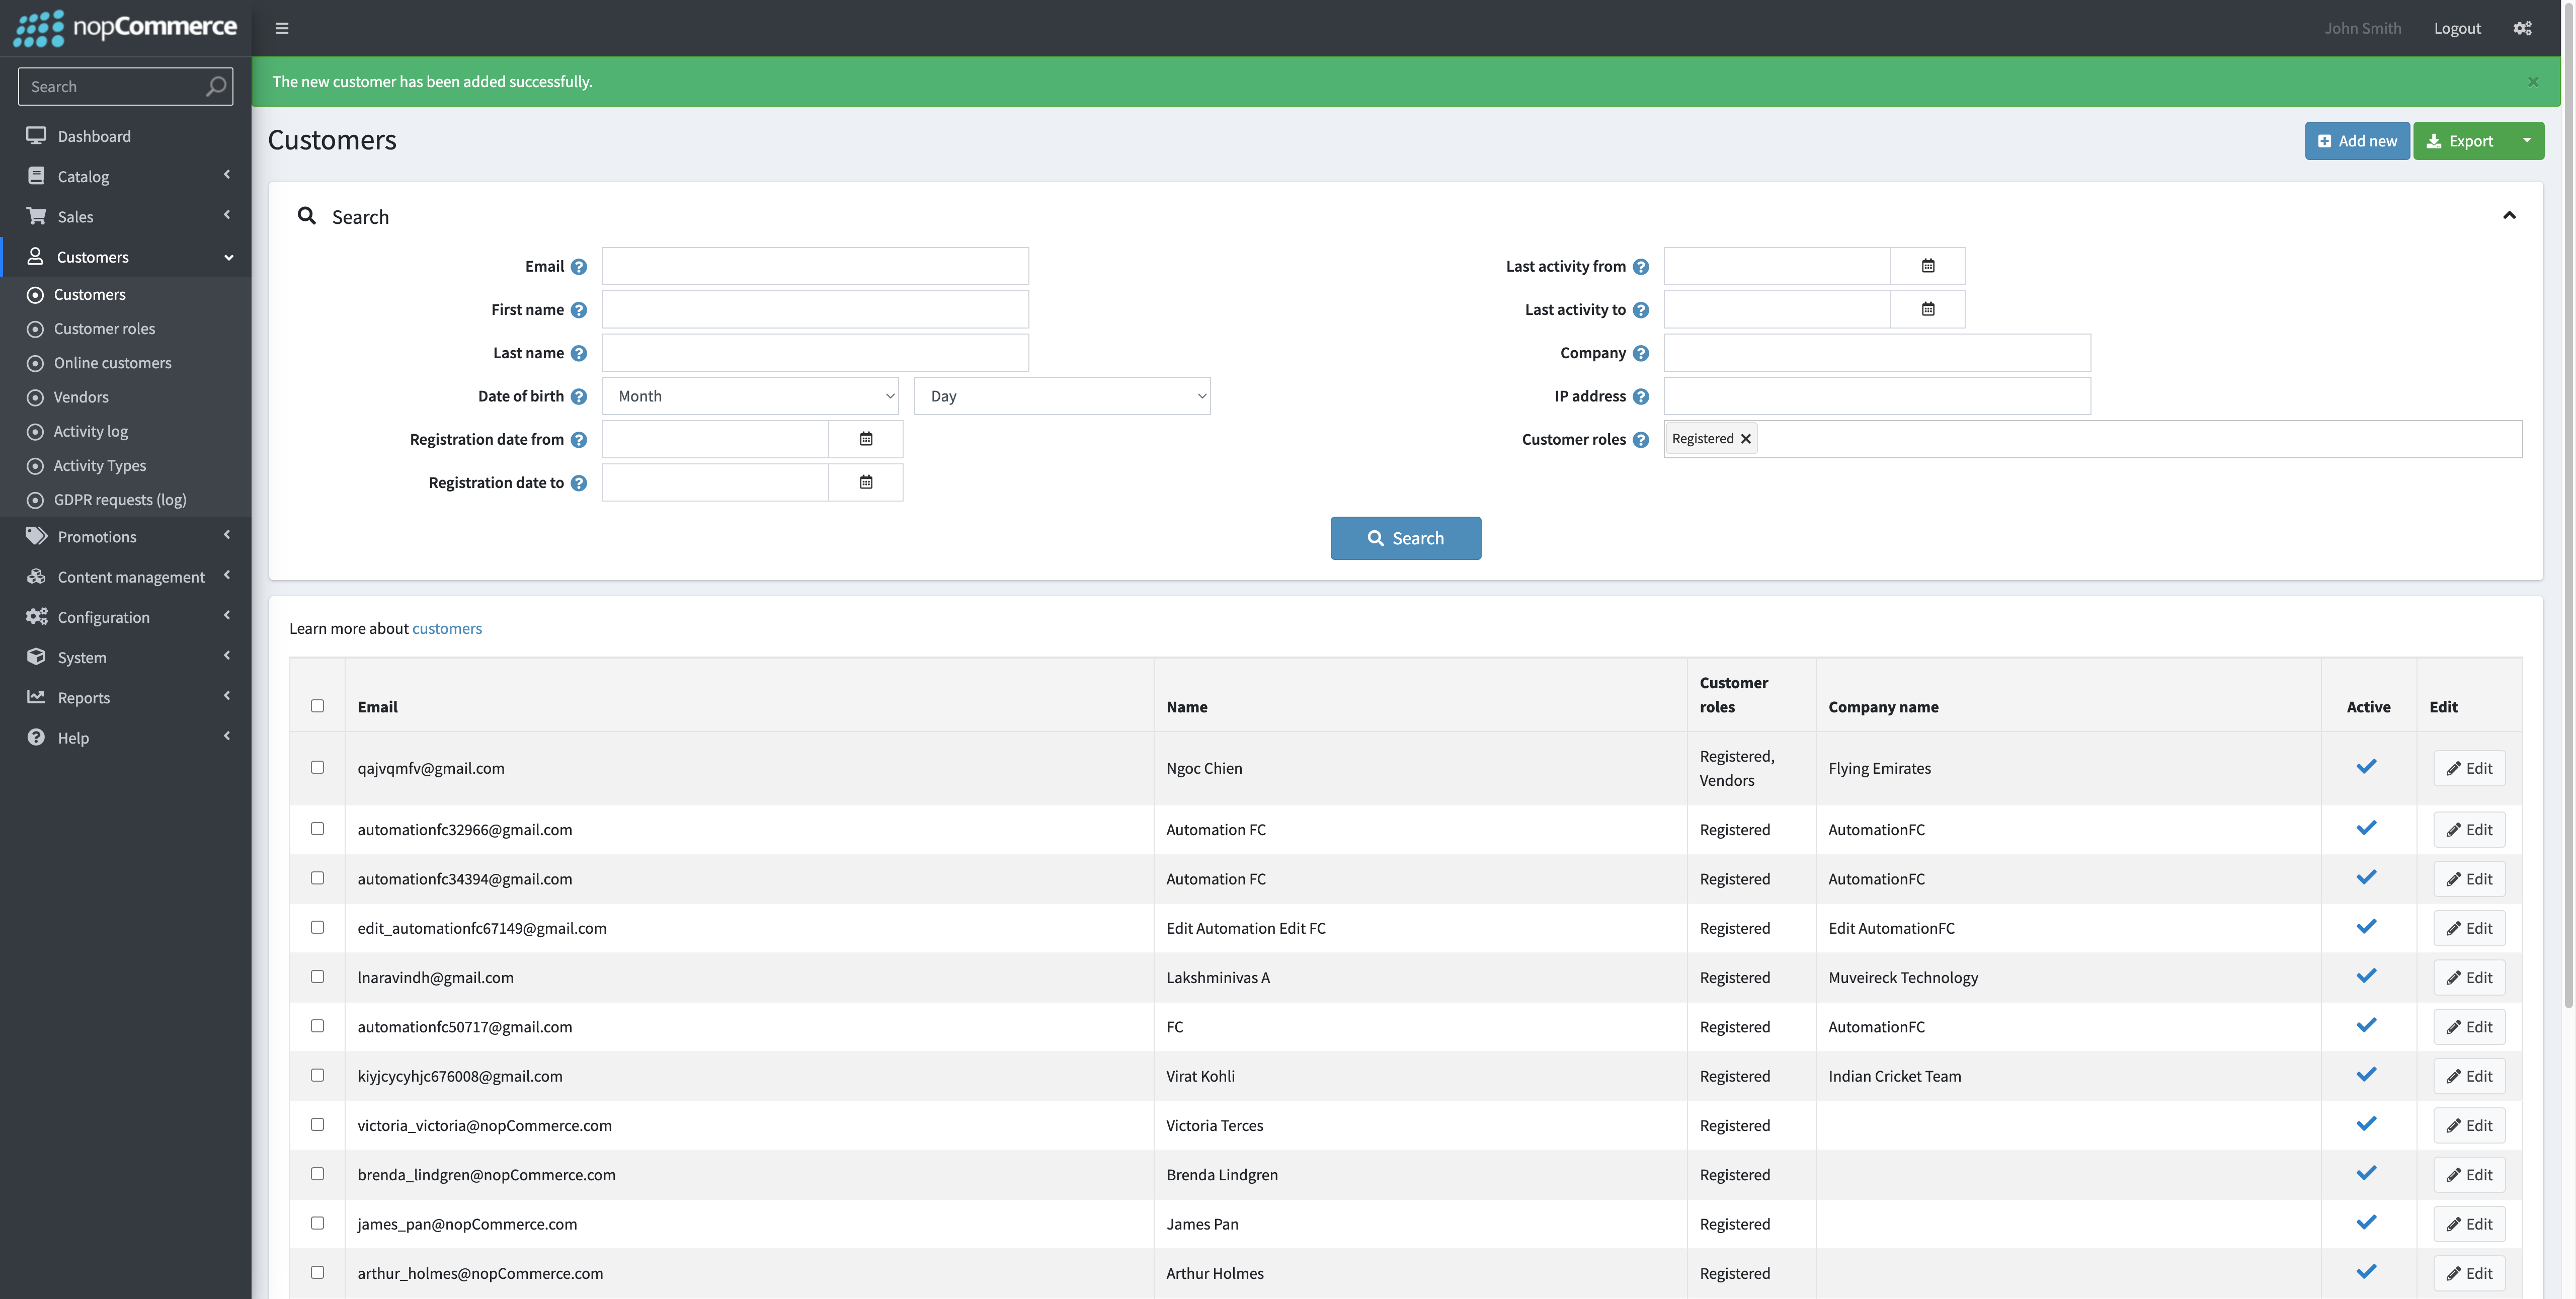 nopCommerce
John Smith
Logout
Search
The new customer has been added successfully.
Dashboard
Catalog
Sales
Customers
Customers
Customer roles
Online customers
Vendors
Activity log
Activity Types
GDPR requests (log)
Promotions
Content management
Configuration
System
Reports
Help
Customers
Add new
Export
Search
Email
First name
Last name
Date of birth Month Day
Registration date from
Registration date to
Last activity from
Last activity to
Company
IP address
Customer roles Registered
Search
Learn more about customers
Email Name Customer roles Company name Active Edit
qajvqmfv@gmail.com Ngoc Chien Registered, Vendors Flying Emirates Edit
automationfc32966@gmail.com Automation FC Registered AutomationFC Edit
automationfc34394@gmail.com Automation FC Registered AutomationFC Edit
edit_automationfc67149@gmail.com Edit Automation Edit FC Registered Edit AutomationFC Edit
lnaravindh@gmail.com Lakshminivas A Registered Muveireck Technology Edit
automationfc50717@gmail.com FC Registered AutomationFC Edit
kiyjcycyhjc676008@gmail.com Virat Kohli Registered Indian Cricket Team Edit
victoria_victoria@nopCommerce.com Victoria Terces Registered Edit
brenda_lindgren@nopCommerce.com Brenda Lindgren Registered Edit
james_pan@nopCommerce.com James Pan Registered Edit
arthur_holmes@nopCommerce.com Arthur Holmes Registered Edit